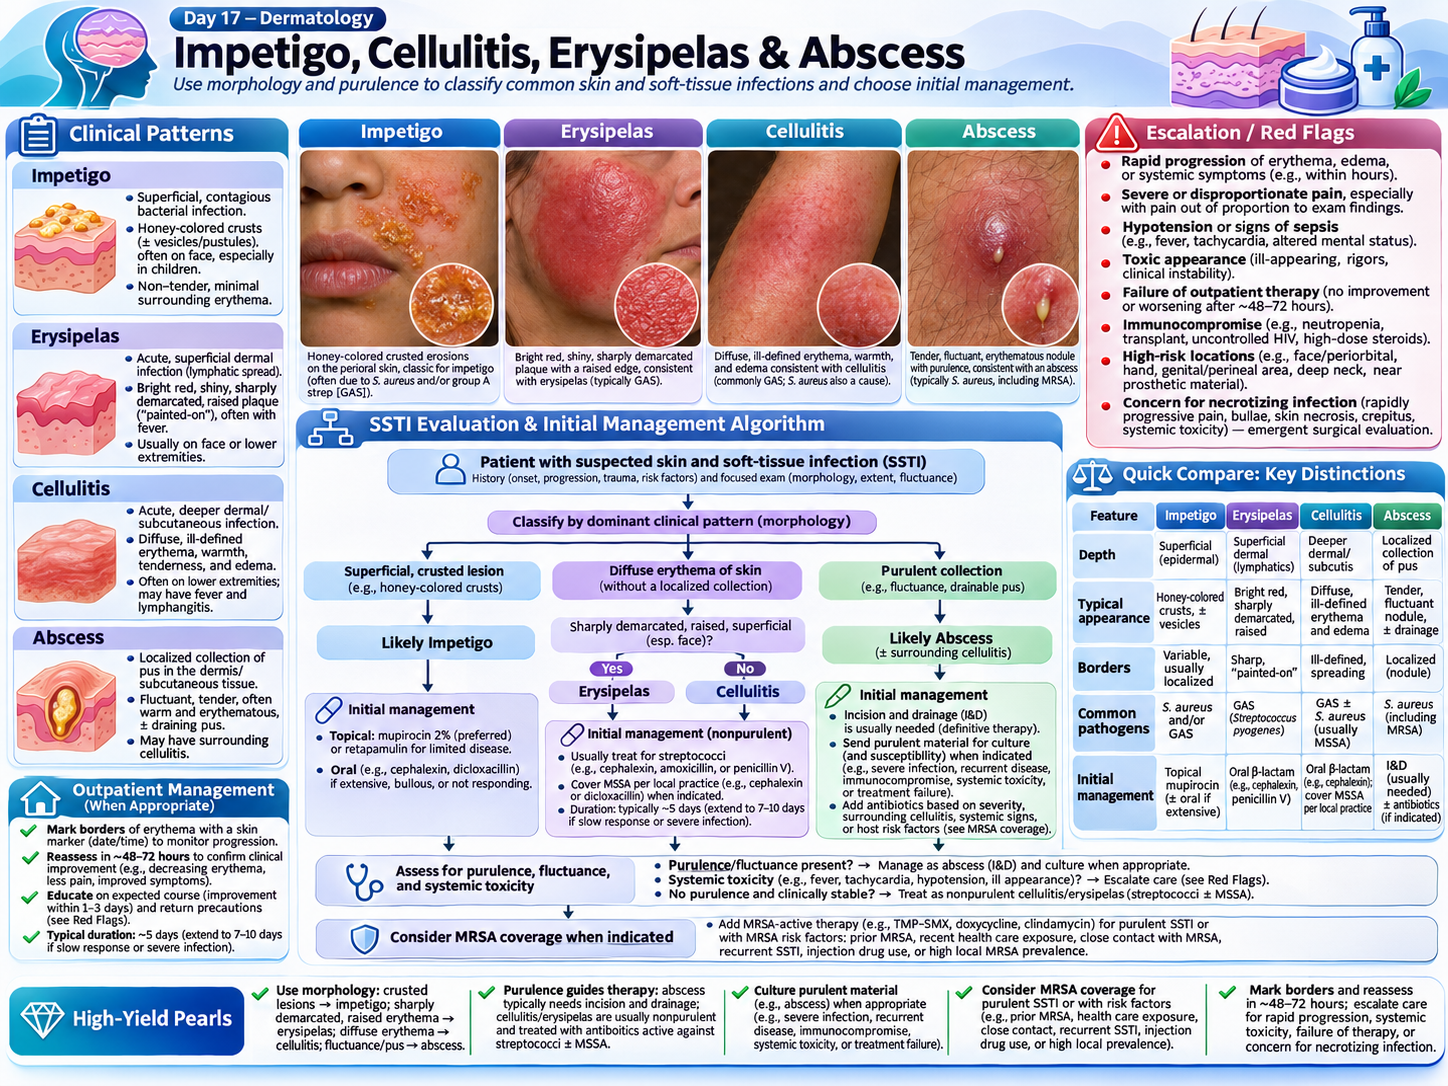 Day 17 – Dermatology
Impetigo, Cellulitis, Erysipelas & Abscess
Use morphology and purulence to classify common skin and soft-tissue infections and choose initial management.
Clinical Patterns
Impetigo
Superficial, contagious
bacterial infection.
Honey-colored crusts
(± vesicles/pustules).
often on face, especially
in children.
Non-tender, minimal
surrounding erythema.
Erysipelas
Acute, superficial dermal
infection (lymphatic spread).
Bright red, shiny, sharply
demarcated, raised plaque
("painted-on"), often with
fever.
Usually on face or lower
extremities.
Cellulitis
Acute, deeper dermal/
subcutaneous infection.
Diffuse, ill-defined
erythema, warmth,
tenderness, and edema.
Often on lower extremities;
may have fever and
lymphangitis.
Abscess
Localized collection of
pus in the dermis/
subcutaneous tissue.
Fluctuant, tender, often
warm and erythematous,
± draining pus.
May have surrounding
cellulitis.
Outpatient Management
(When Appropriate)
Mark borders of erythema with a skin
marker (date/time) to monitor progression.
Reassess in ~48–72 hours to confirm clinical
improvement (e.g., decreasing erythema,
less pain, improved symptoms).
Educate on expected course (improvement
within 1–3 days) and return precautions
(see Red Flags).
Typical duration: ~5 days (extend to 7–10 days
if slow response or severe infection).
Impetigo
Honey-colored crusted erosions
on the perioral skin, classic for impetigo
(often due to S. aureus and/or group A
strep [GAS]).
Erysipelas
Bright red, shiny, sharply demarcated
plaque with a raised edge, consistent
with erysipelas (typically GAS).
Cellulitis
Diffuse, ill-defined erythema, warmth,
and edema consistent with cellulitis
(commonly GAS; S. aureus also a cause).
Abscess
Tender, fluctuant, erythematous nodule
with purulence, consistent with an abscess
(typically S. aureus, including MRSA).
SSTI Evaluation & Initial Management Algorithm
Patient with suspected skin and soft-tissue infection (SSTI)
History (onset, progression, trauma, risk factors) and focused exam (morphology, extent, fluctuance)
Classify by dominant clinical pattern (morphology)
Superficial, crusted lesion
(e.g., honey-colored crusts)
Likely Impetigo
Initial management
Topical: mupirocin 2% (preferred)
or retapamulin for limited disease.
Oral (e.g., cephalexin, dicloxacillin)
if extensive, bullous, or not responding.
Diffuse erythema of skin
(without a localized collection)
Sharply demarcated, raised, superficial
(esp. face)?
Yes
No
Erysipelas
Cellulitis
Initial management (nonpurulent)
Usually treat for streptococci
(e.g., cephalexin, amoxicillin, or penicillin V).
Cover MSSA per local practice (e.g., cephalexin
or dicloxacillin) when indicated.
Duration: typically ~5 days (extend to 7–10 days
if slow response or severe infection).
Purulent collection
(e.g., fluctuance, drainable pus)
Likely Abscess
(± surrounding cellulitis)
Initial management
Incision and drainage (I&D)
is usually needed (definitive therapy).
Send purulent material for culture
(and susceptibility) when indicated
(e.g., severe infection, recurrent disease,
immunocompromise, systemic toxicity,
or treatment failure).
Add antibiotics based on severity,
surrounding cellulitis, systemic signs,
or host risk factors (see MRSA coverage).
Assess for purulence, fluctuance,
and systemic toxicity
Purulence/fluctuance present? → Manage as abscess (I&D) and culture when appropriate.
Systemic toxicity (e.g., fever, tachycardia, hypotension, ill appearance)? → Escalate care (see Red Flags).
No purulence and clinically stable? → Treat as nonpurulent cellulitis/erysipelas (streptococci ± MSSA).
Consider MRSA coverage when indicated
Add MRSA-active therapy (e.g., TMP-SMX, doxycycline, clindamycin) for purulent SSTI or
with MRSA risk factors: prior MRSA, recent health care exposure, close contact with MRSA,
recurrent SSTI, injection drug use, or high local MRSA prevalence.
Escalation / Red Flags
Rapid progression of erythema, edema,
or systemic symptoms (e.g., within hours).
Severe or disproportionate pain, especially
with pain out of proportion to exam findings.
Hypotension or signs of sepsis
(e.g., fever, tachycardia, altered mental status).
Toxic appearance (ill-appearing, rigors,
clinical instability).
Failure of outpatient therapy (no improvement
or worsening after ~48–72 hours).
Immunocompromise (e.g., neutropenia,
transplant, uncontrolled HIV, high-dose steroids).
High-risk locations (e.g., face/periorbital,
hand, genital/perineal area, deep neck, near
prosthetic material).
Concern for necrotizing infection (rapidly
progressive pain, bullae, skin necrosis, crepitus,
systemic toxicity) — emergent surgical evaluation.
Quick Compare: Key Distinctions
Feature Impetigo Erysipelas Cellulitis Abscess
Depth
Superficial
(epidermal)
Superficial
dermal
(lymphatics)
Deeper
dermal/
subcutis
Localized
collection
of pus
Typical
appearance
Honey-colored
crusts, ±
vesicles
Bright red,
sharply
demarcated,
raised
Diffuse,
ill-defined
erythema
and edema
Tender,
fluctuant
nodule,
± drainage
Borders
Variable,
usually
localized
Sharp,
"painted-on"
Ill-defined,
spreading
Localized
(nodule)
Common
pathogens
S. aureus
and/or
GAS
GAS
(Streptococcus
pyogenes)
GAS ±
S. aureus
(usually
MSSA)
S. aureus
(including
MRSA)
Initial
management
Topical
mupirocin
(± oral if
extensive)
Oral β-lactam
(e.g., cephalexin,
penicillin V)
Oral β-lactam
(e.g., cephalexin);
cover MSSA
per local practice
I&D
(usually
needed)
± antibiotics
(if indicated)
High-Yield Pearls
Use morphology: crusted
lesions → impetigo; sharply
demarcated, raised erythema →
erysipelas; diffuse erythema →
cellulitis; fluctuance/pus → abscess.
Purulence guides therapy: abscess
typically needs incision and drainage;
cellulitis/erysipelas are usually nonpurulent
and treated with antibiotics active against
streptococci ± MSSA.
Culture purulent material
(e.g., abscess) when appropriate
(e.g., severe infection, recurrent
disease, immunocompromise,
systemic toxicity, or treatment failure).
Consider MRSA coverage for
purulent SSTI or with risk factors
(e.g., prior MRSA, health care exposure,
close contact, recurrent SSTI, injection
drug use, or high local prevalence).
Mark borders and reassess
in ~48–72 hours; escalate care
for rapid progression, systemic
toxicity, failure of therapy, or
concern for necrotizing infection.